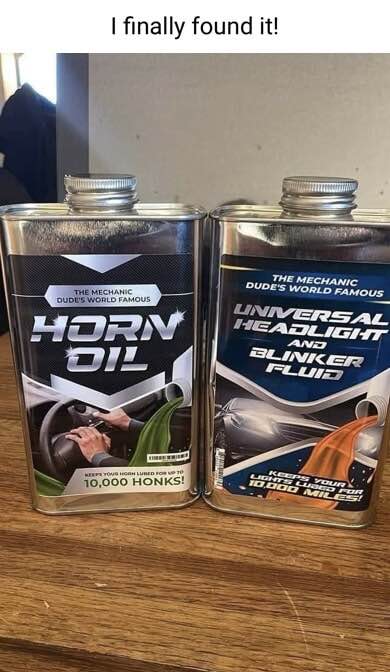 I finally found it!
THE MECHANIC
DUDE'S WORLD FAMOUS
HORN
OIL
KEEPS YOUR HORN LUBED FOR UP TO
10,000 HONKS!
THE MECHANIC
DUDE'S WORLD FAMOUS
UNIVERSAL
HEADLIGHT
AND
BLINKER
FLUID
KEEPS YOUR
LIGHTS LUBED FOR
10,000 MILES!